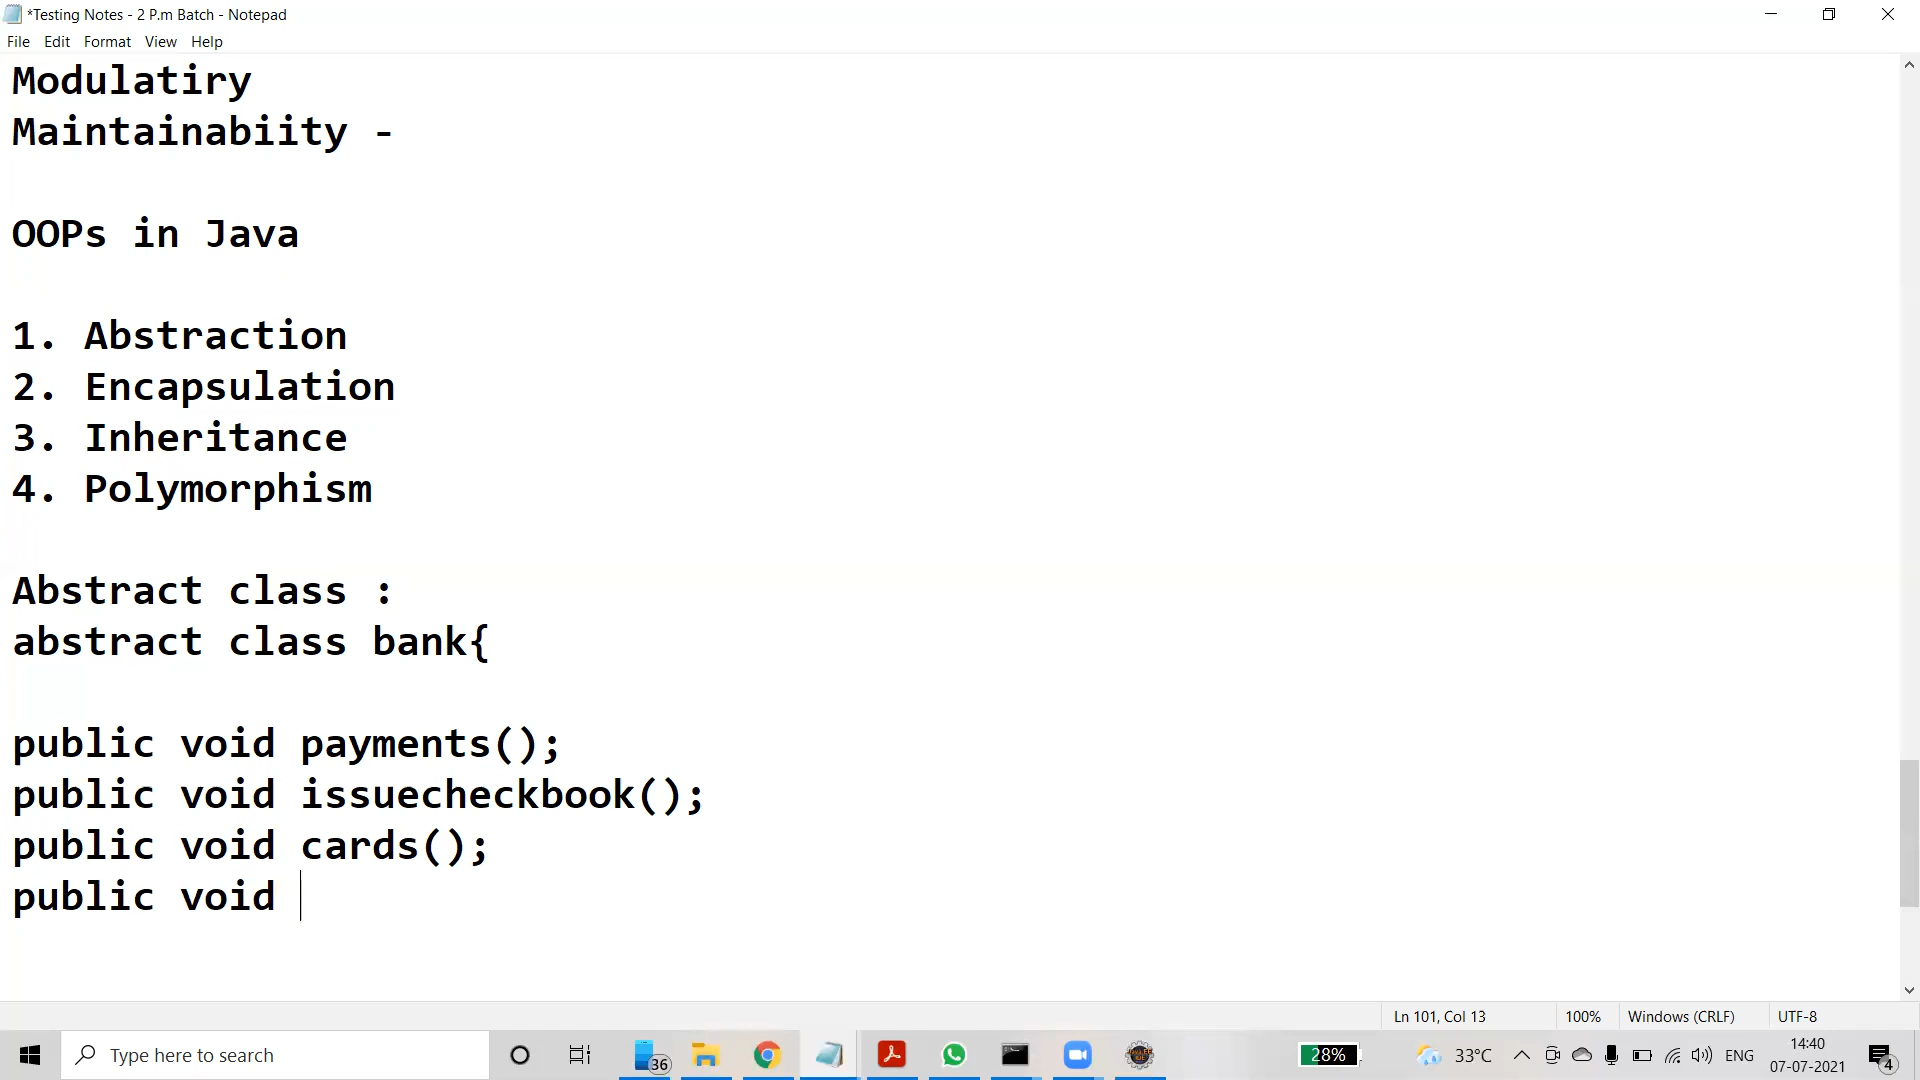 *Testing Notes - 2 P.m Batch - Notepad
File Edit Format View Help
Modulatiry
Maintainabiity -
OOPs in Java
1. Abstraction
2. Encapsulation
3. Inheritance
4. Polymorphism
Abstract class :
abstract class bank{
public void payments();
public void issuecheckbook();
public void cards();
public void
Ln 101, Col 13 100% Windows (CRLF) UTF-8
Type here to search 36 28% 33°C ENG 14:40
07-07-2021 4